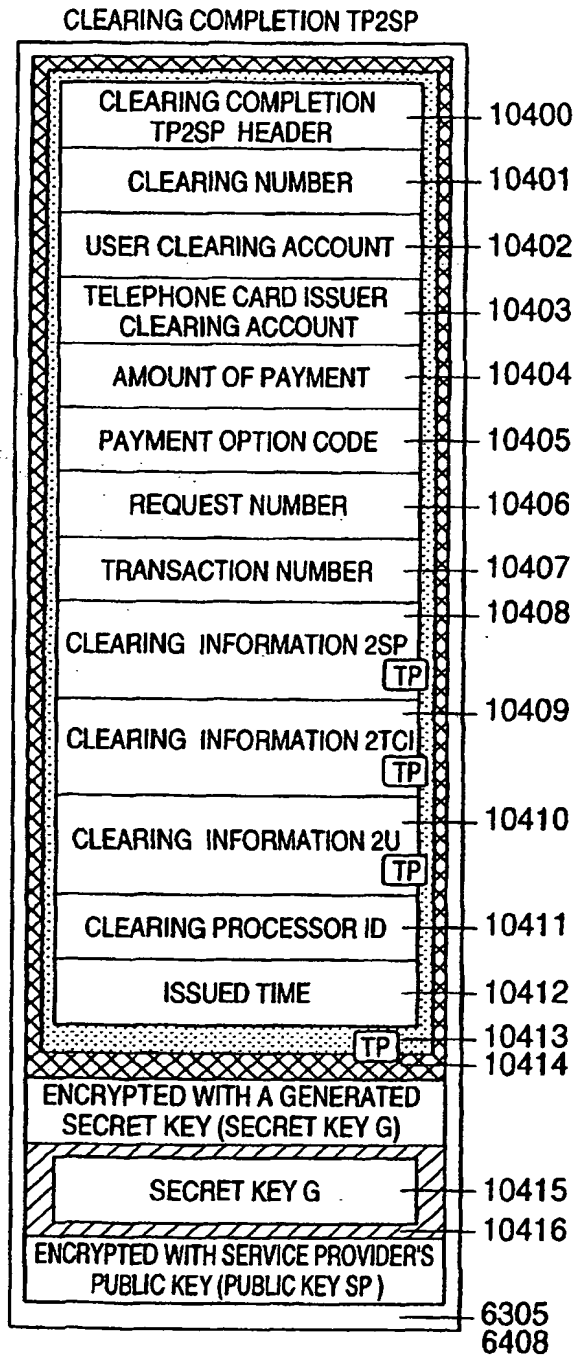 CLEARING COMPLETION TP2SP
CLEARING COMPLETION
TP2SP HEADER
10400
CLEARING NUMBER
10401
USER CLEARING ACCOUNT
10402
TELEPHONE CARD ISSUER
CLEARING ACCOUNT
10403
AMOUNT OF PAYMENT
10404
PAYMENT OPTION CODE
10405
REQUEST NUMBER
10406
TRANSACTION NUMBER
10407
10408
CLEARING INFORMATION 2SP
TP
10409
CLEARING INFORMATION 2TCI
TP
10410
CLEARING INFORMATION 2U
TP
CLEARING PROCESSOR ID
10411
ISSUED TIME
10412
TP
10413
10414
ENCRYPTED WITH A GENERATED
SECRET KEY (SECRET KEY G)
SECRET KEY G
10415
10416
ENCRYPTED WITH SERVICE PROVIDER'S
PUBLIC KEY (PUBLIC KEY SP )
6305
6408